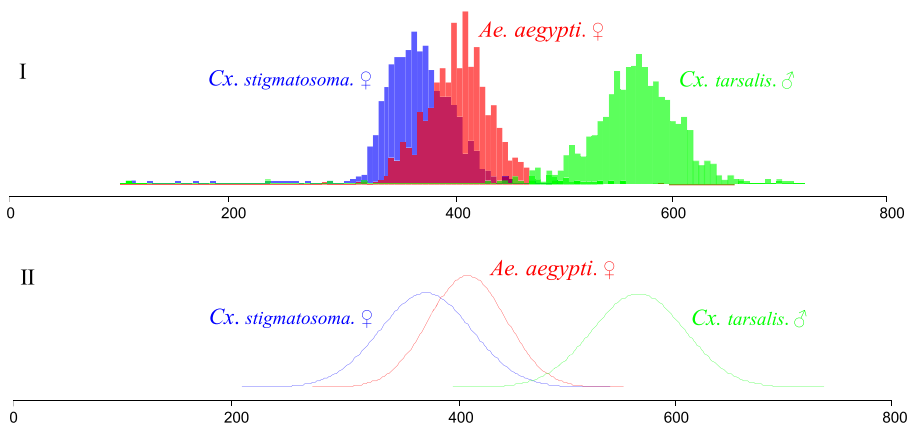 Ae. aegypti. ♀
I
Cx. stigmatosoma. ♀
Cx. tarsalis. ♂
0 200 400 600 800
II
Ae. aegypti. ♀
Cx. stigmatosoma. ♀
Cx. tarsalis. ♂
0 200 400 600 800